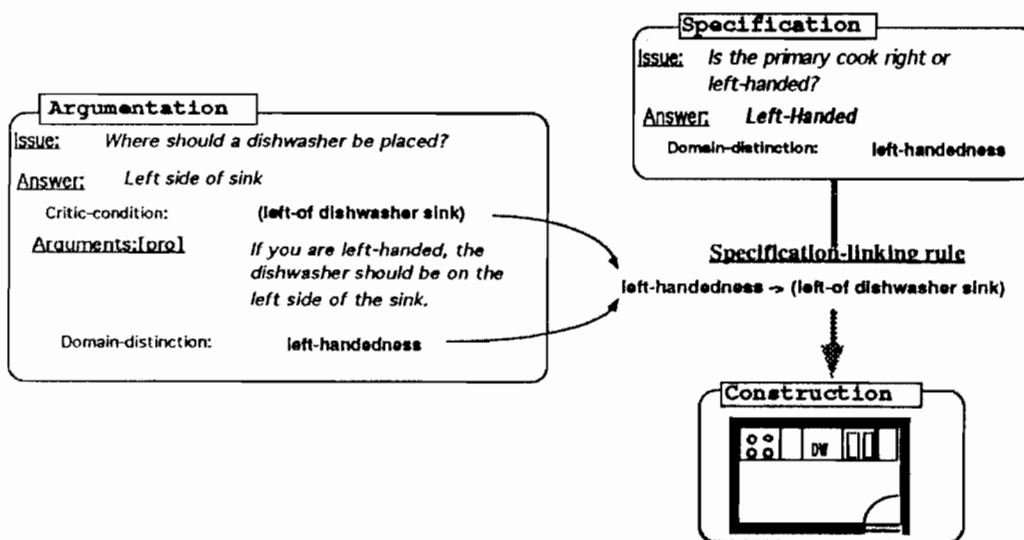 Argumentation
Issue: Where should a dishwasher be placed?
Answer: Left side of sink
Critic-condition: (left-of dishwasher sink)
Arguments:[pro] If you are left-handed, the
dishwasher should be on the
left side of the sink.
Domain-distinction: left-handedness
Specification
Issue: Is the primary cook right or
left-handed?
Answer: Left-Handed
Domain-distinction: left-handedness
Specification-linking rule
left-handedness -> (left-of dishwasher sink)
Construction
DW